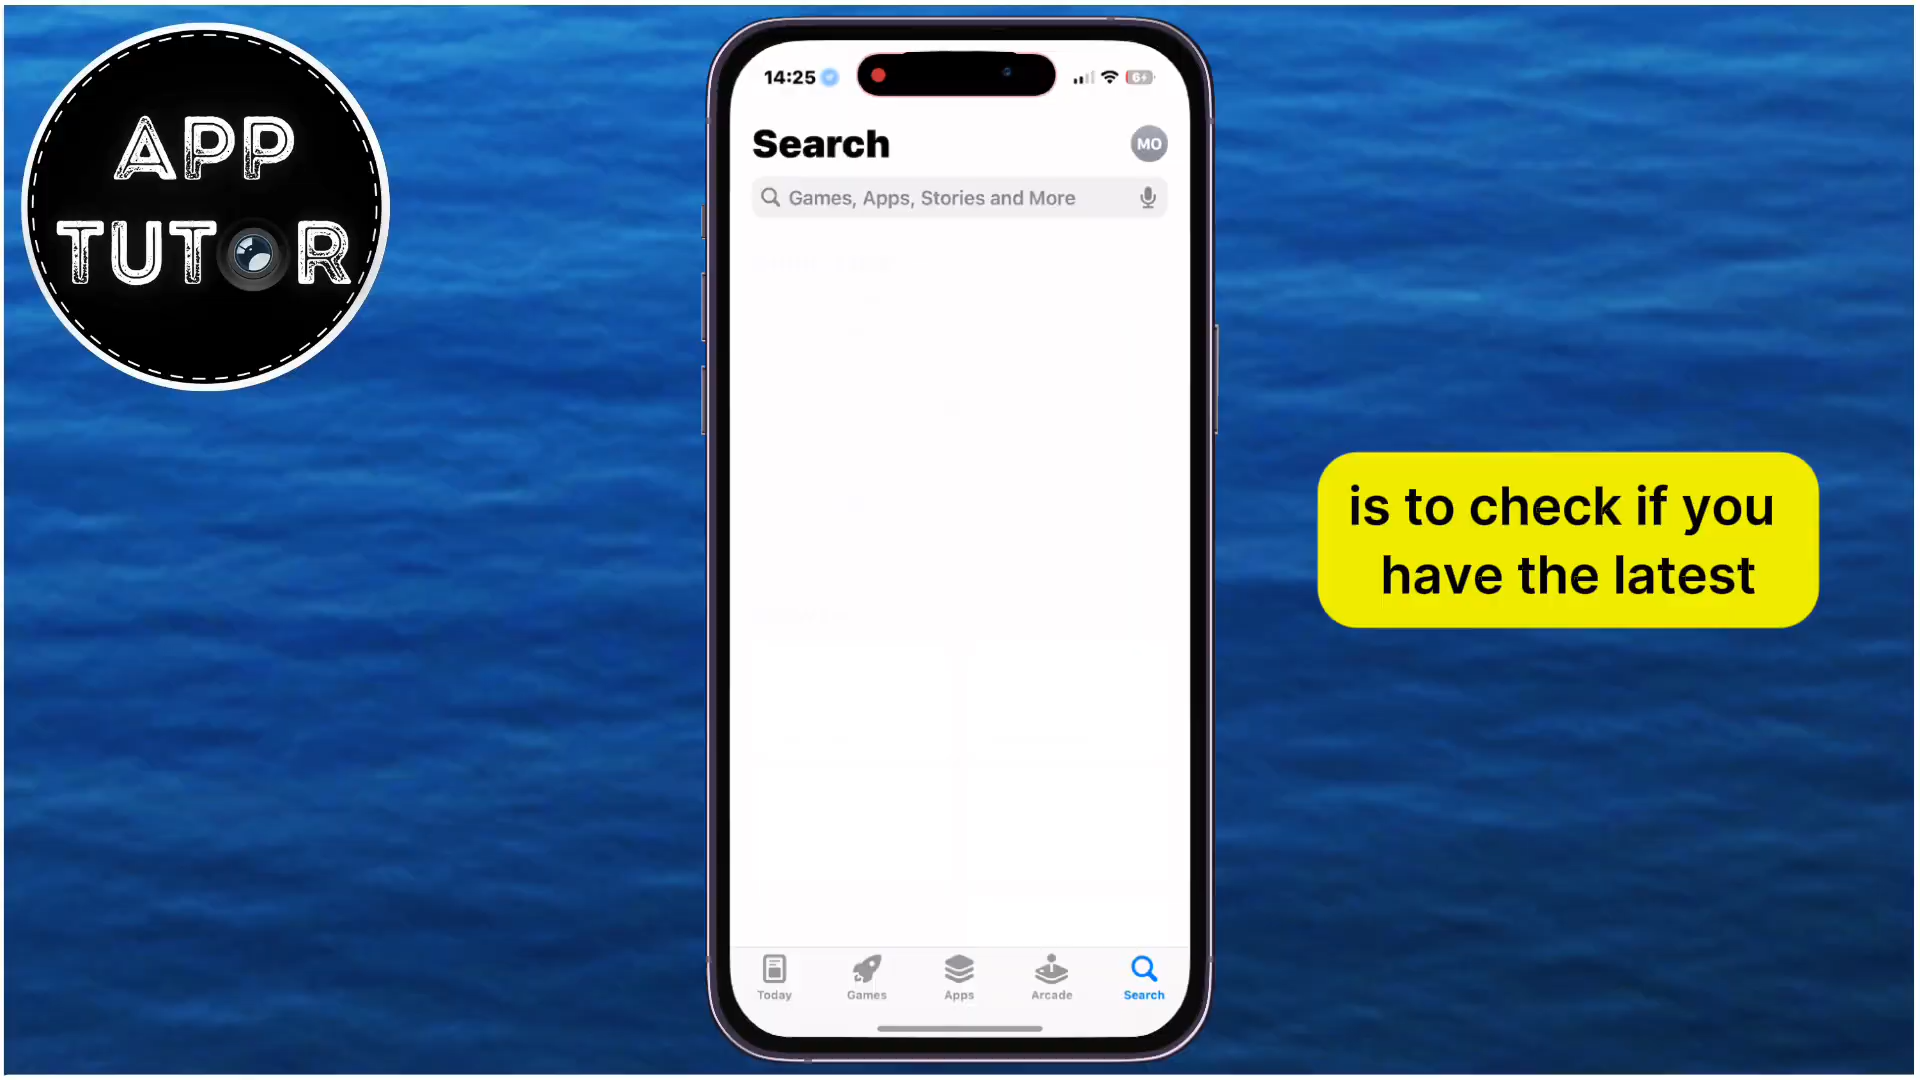 APP
TUTOR
14:25
6
Search
MO
Games, Apps, Stories and More
is to check if you
have the latest
Today
Games
Apps
Arcade
Search